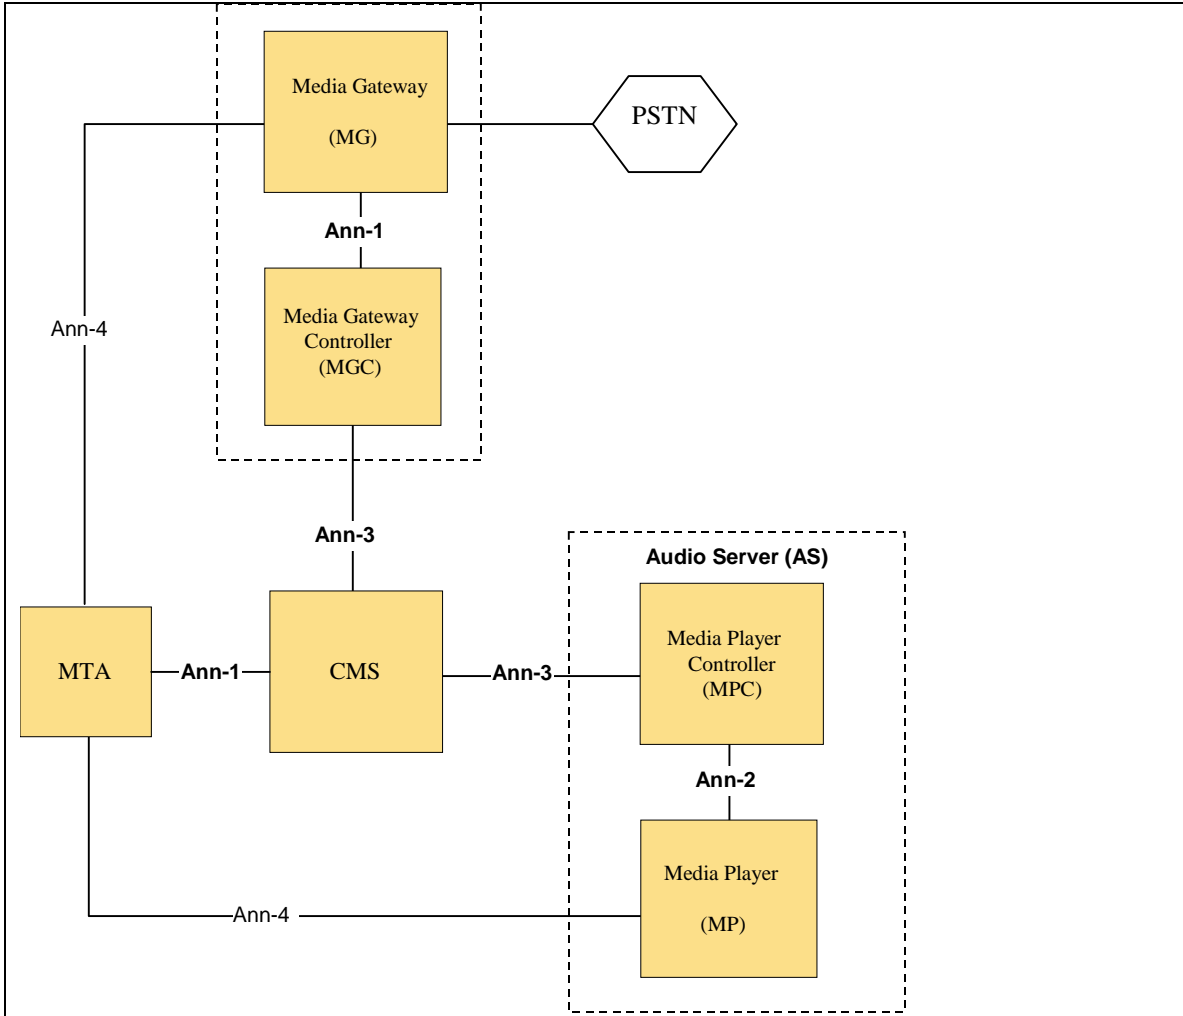 Media Gateway
(MG)
PSTN
Ann-1
Media Gateway
Controller
(MGC)
Ann-4
Ann-3
Audio Server (AS)
MTA
Ann-1
CMS
Ann-3
Media Player
Controller
(MPC)
Ann-2
Media Player
(MP)
Ann-4